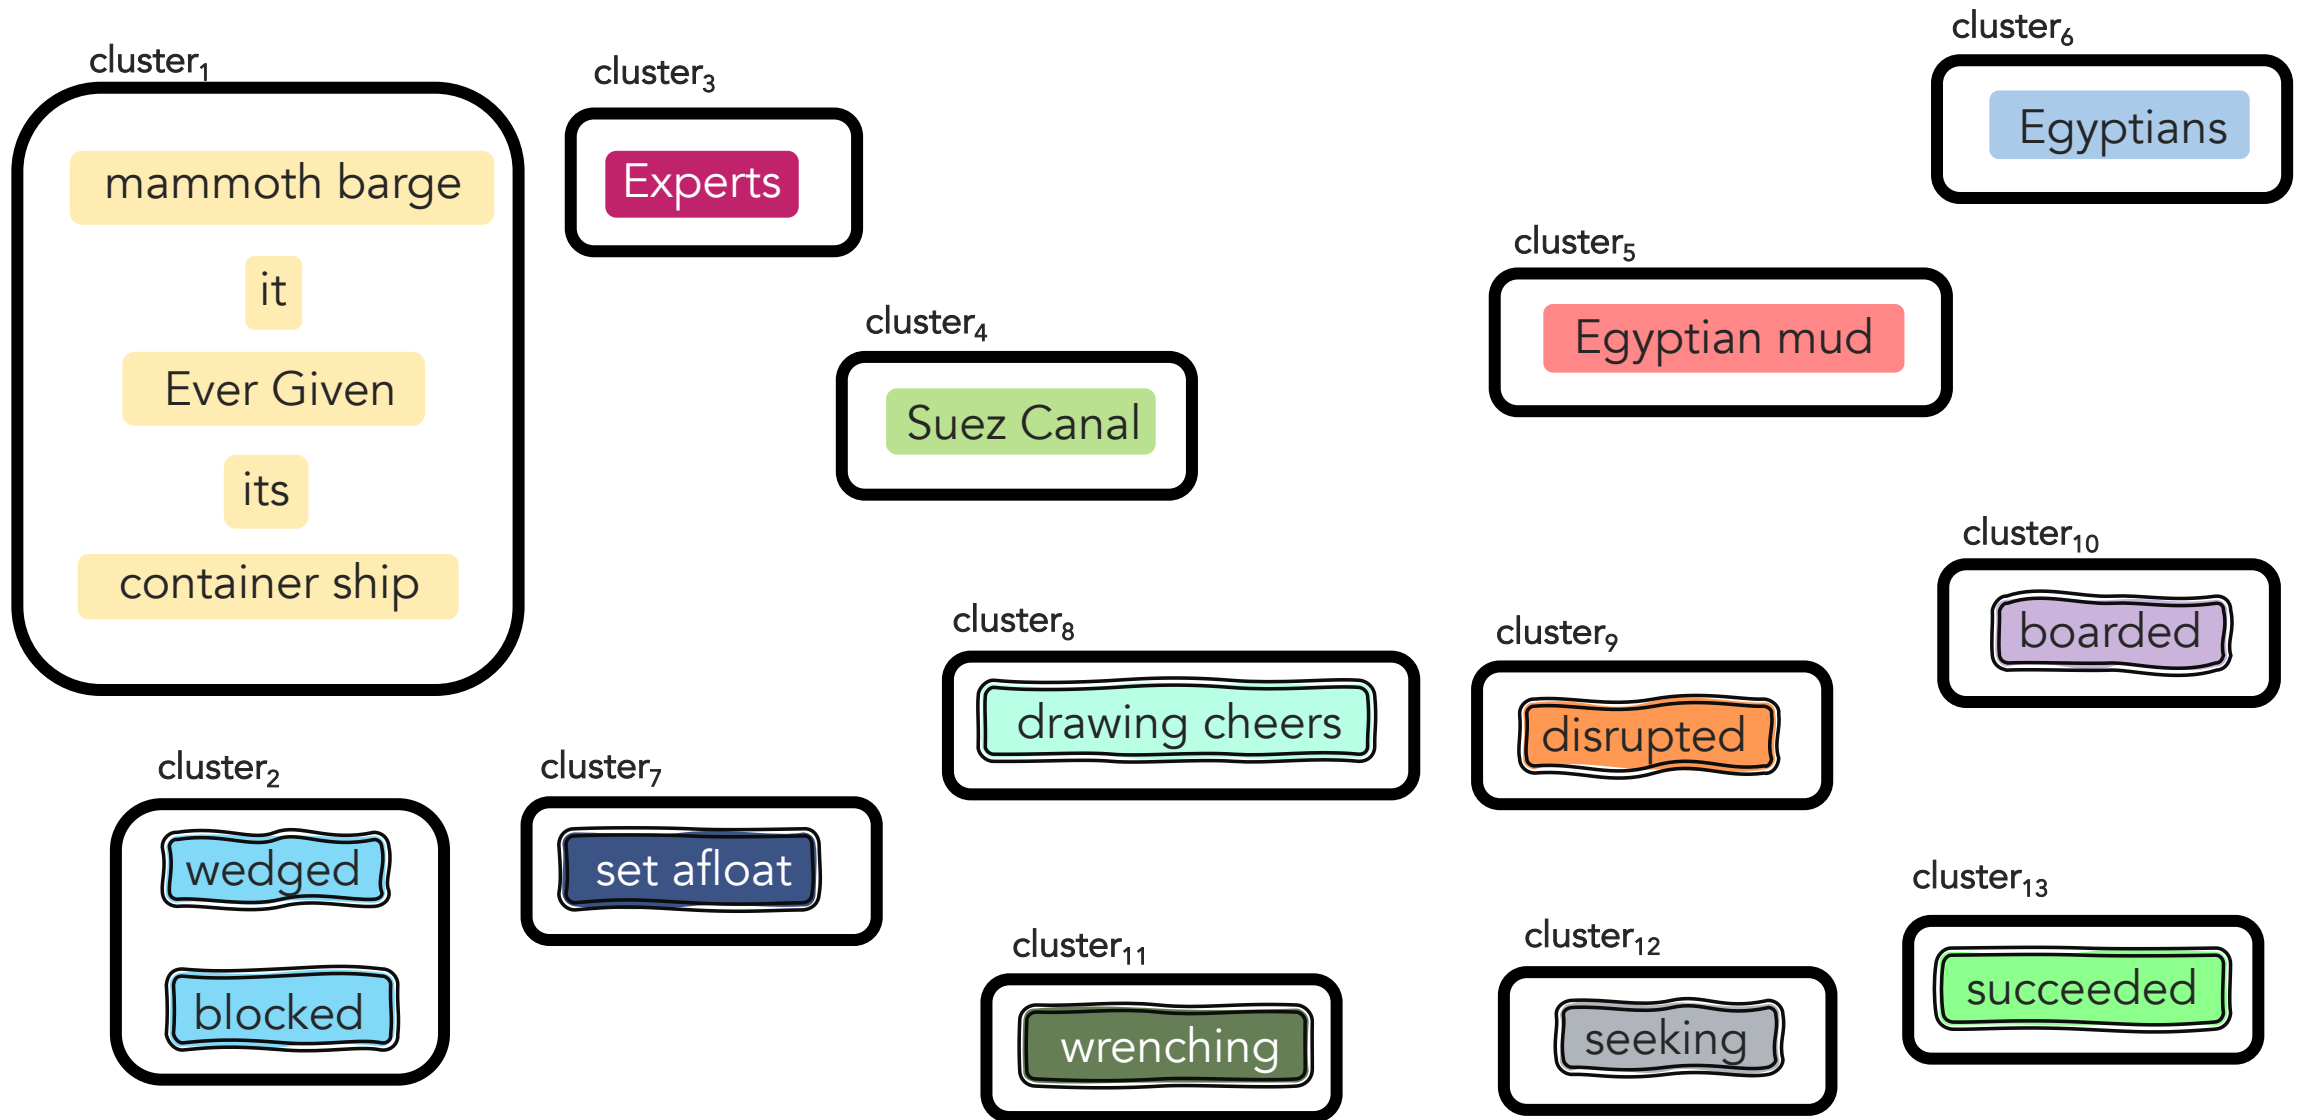 cluster₁
mammoth barge
it
Ever Given
its
container ship
cluster₂
wedged
blocked
cluster₃
Experts
cluster₄
Suez Canal
cluster₅
Egyptian mud
cluster₆
Egyptians
cluster₇
set afloat
cluster₈
drawing cheers
cluster₉
disrupted
cluster₁₀
boarded
cluster₁₁
wrenching
cluster₁₂
seeking
cluster₁₃
succeeded